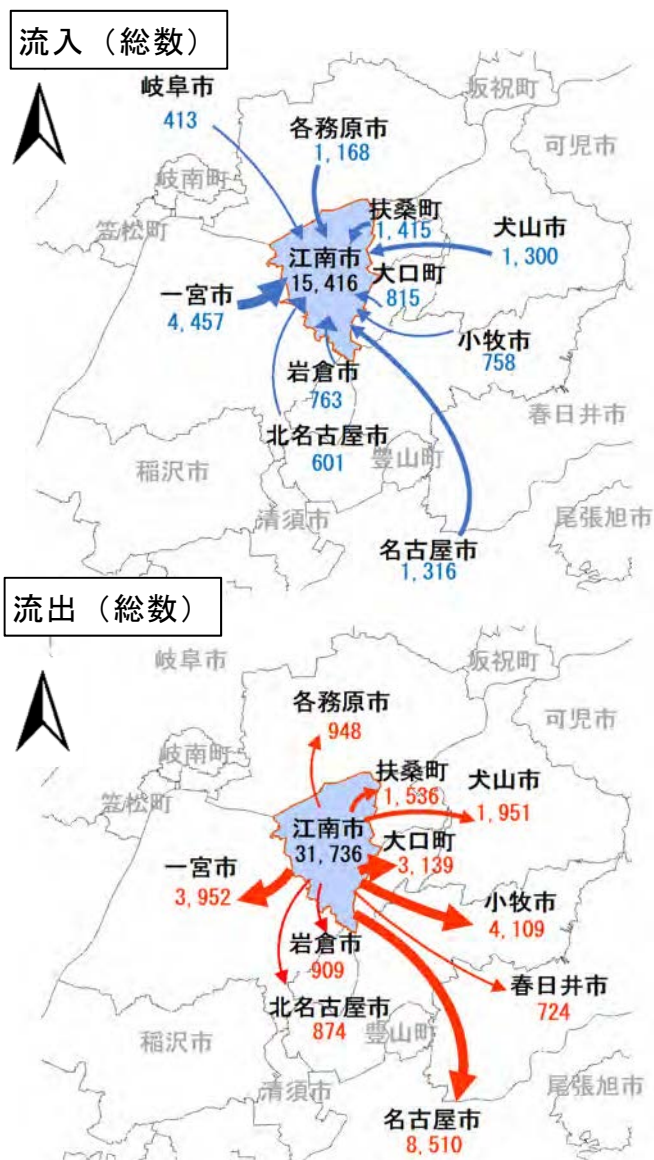 流入（総数）
岐阜市
413
坂祝町
各務原市
1,168
可児市
岐南町
笠松町
扶桑町
1,415
犬山市
1,300
江南市
15,416
大口町
815
一宮市
4,457
小牧市
758
岩倉市
763
春日井市
北名古屋市
601
豊山町
稲沢市
清須市
尾張旭市
名古屋市
1,316
流出（総数）
岐阜市
坂祝町
各務原市
948
可児市
岐南町
笠松町
扶桑町
1,536
犬山市
1,951
江南市
31,736
大口町
3,139
一宮市
3,952
小牧市
4,109
岩倉市
909
春日井市
724
北名古屋市
874
豊山町
稲沢市
清須市
尾張旭市
名古屋市
8,510